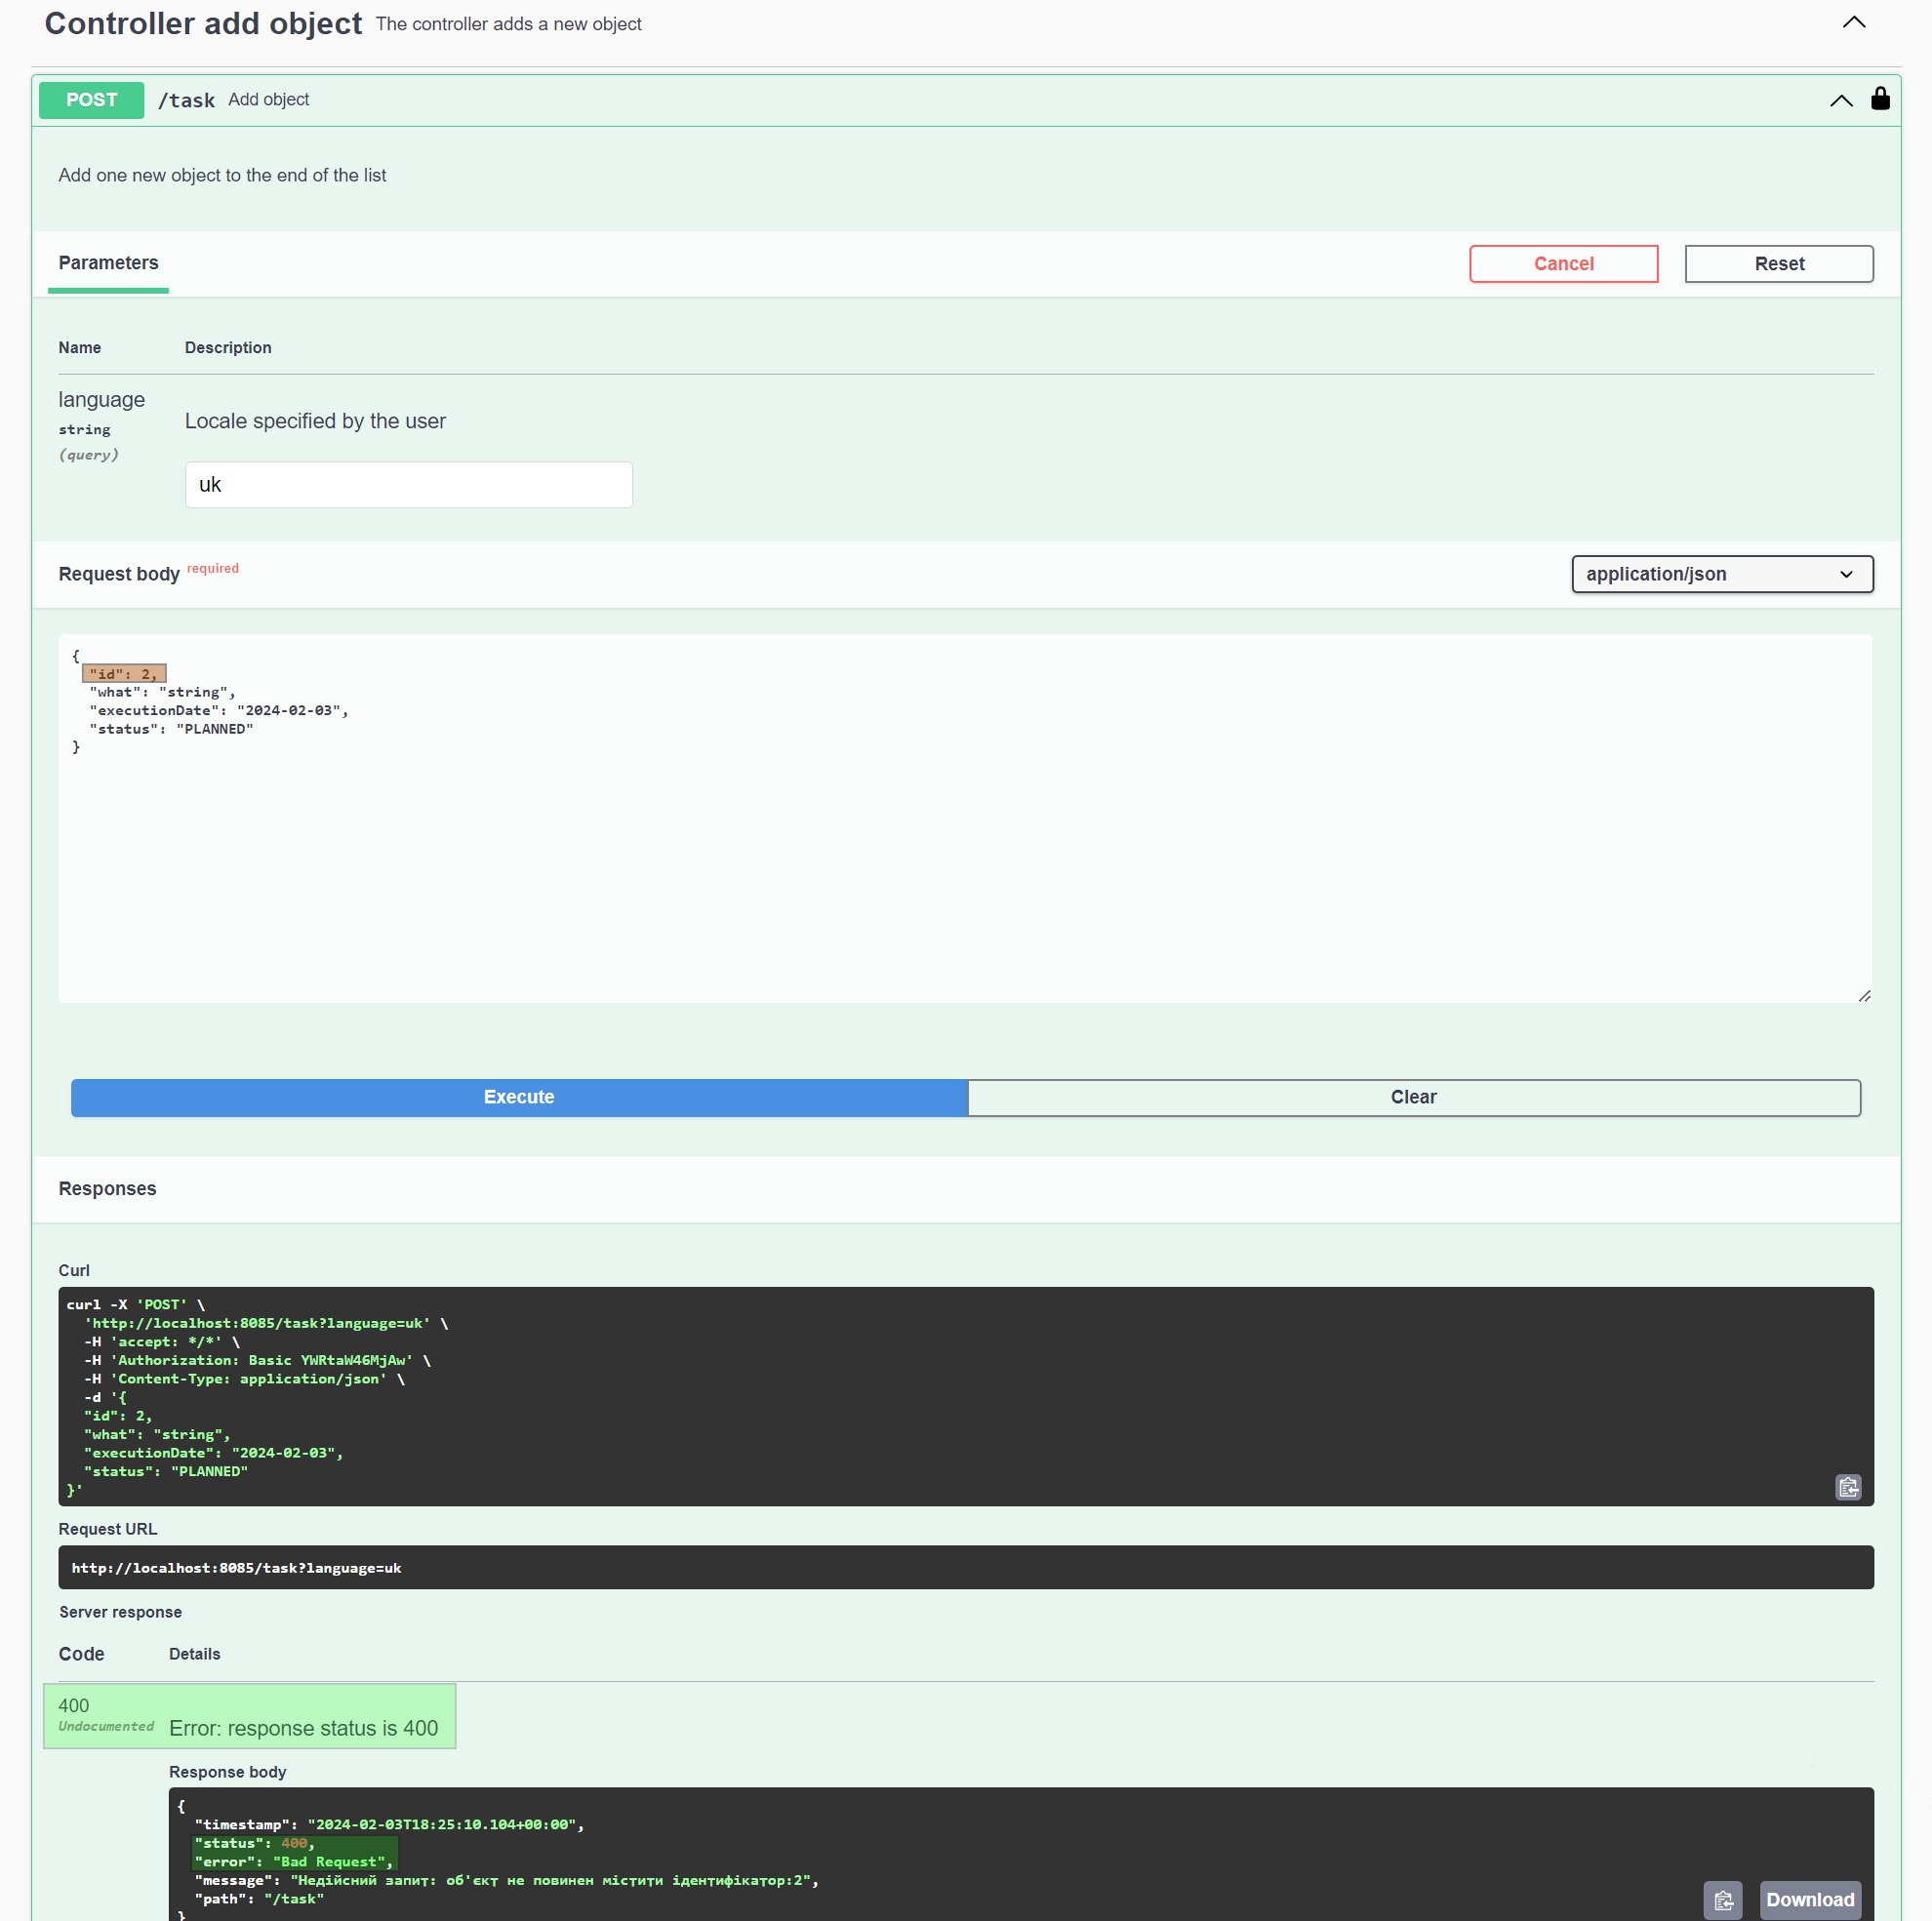 Controller add object The controller adds a new object
POST /task Add object
Add one new object to the end of the list
Parameters Cancel Reset
Name Description
language
string
(query)
Locale specified by the user
uk
Request body required application/json
{
"id": 2,
"what": "string",
"executionDate": "2024-02-03",
"status": "PLANNED"
}
Execute Clear
Responses
Curl
curl -X 'POST' \
'http://localhost:8085/task?language=uk' \
-H 'accept: */*' \
-H 'Authorization: Basic YWRtaW46MjAw' \
-H 'Content-Type: application/json' \
-d '{
"id": 2,
"what": "string",
"executionDate": "2024-02-03",
"status": "PLANNED"
}'
Request URL
http://localhost:8085/task?language=uk
Server response
Code Details
400
Undocumented
Error: response status is 400
Response body
{
"timestamp": "2024-02-03T18:25:10.104+00:00",
"status": 400,
"error": "Bad Request",
"message": "Недійсний запит: об'єкт не повинен містити ідентифікатор:2",
"path": "/task"
}
Download